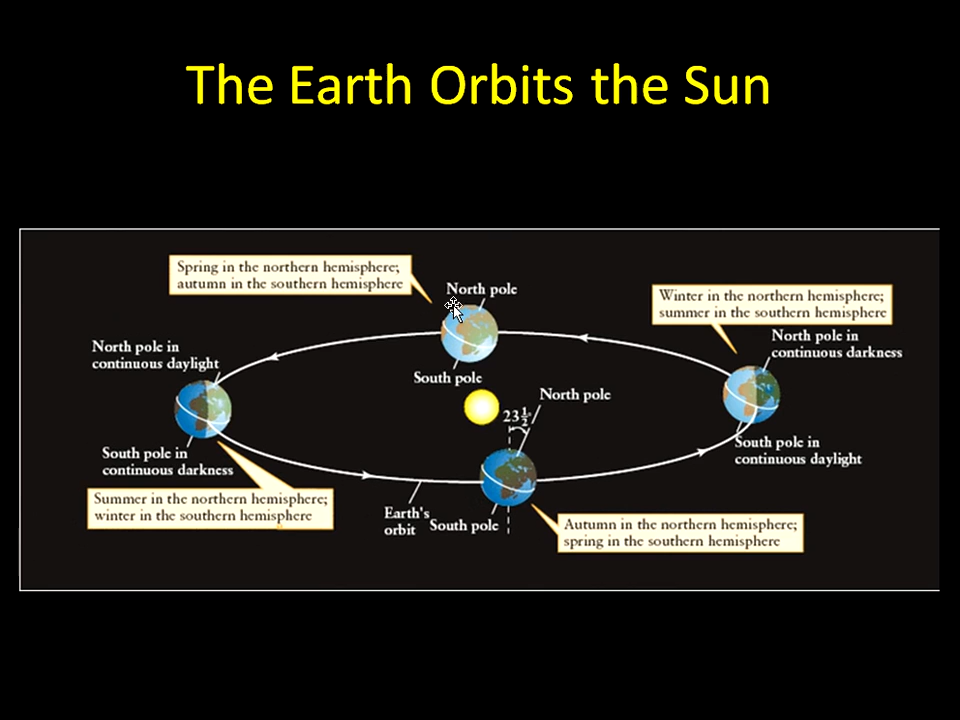 The Earth Orbits the Sun
Spring in the northern hemisphere;
autumn in the southern hemisphere
North pole
Winter in the northern hemisphere;
summer in the southern hemisphere
North pole in
continuous darkness
North pole in
continuous daylight
South pole
North pole
23½°
South pole in
continuous darkness
South pole in
continuous daylight
Summer in the northern hemisphere;
winter in the southern hemisphere
Earth's
orbit
South pole
Autumn in the northern hemisphere;
spring in the southern hemisphere